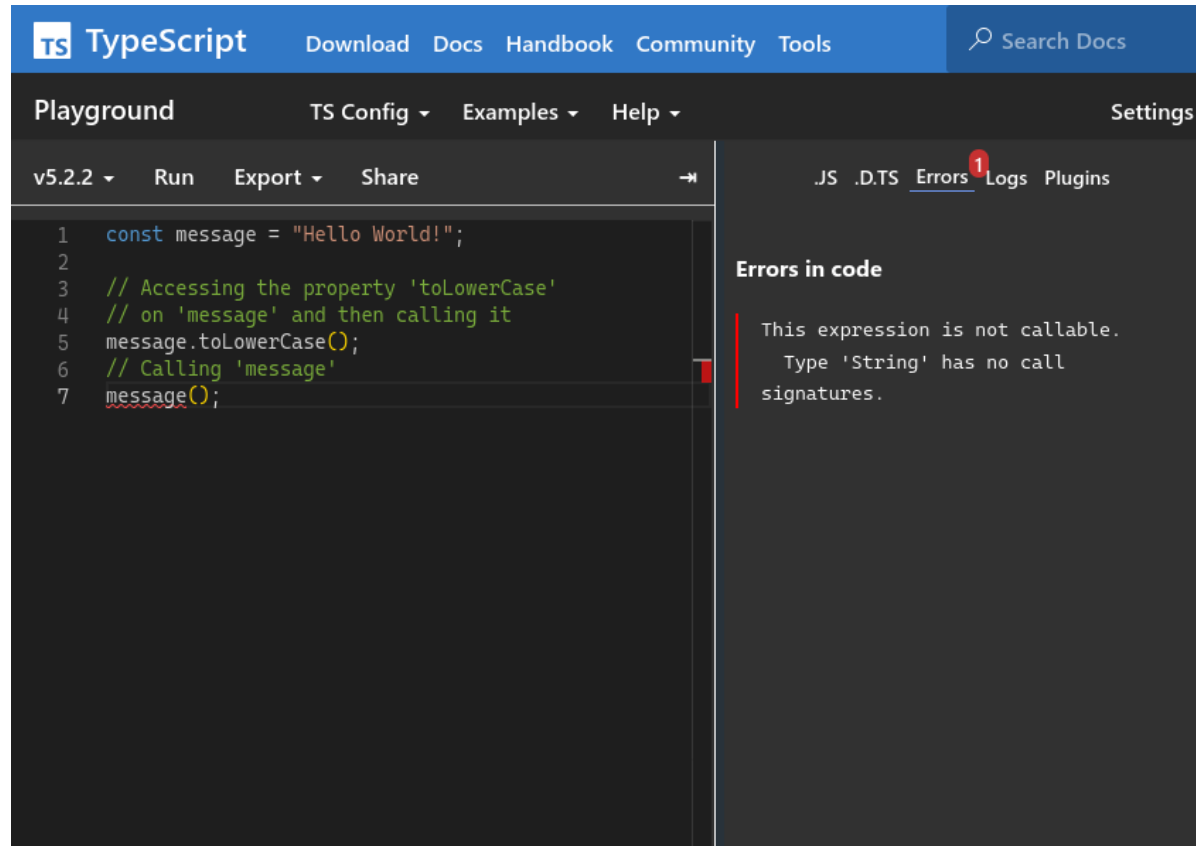 TS TypeScript Download Docs Handbook Community Tools Search Docs
Playground TS Config Examples Help Settings
v5.2.2 Run Export Share
.JS .D.TS Errors 1 Logs Plugins
1 const message = "Hello World!";
2
3 // Accessing the property 'toLowerCase'
4 // on 'message' and then calling it
5 message.toLowerCase();
6 // Calling 'message'
7 message();
Errors in code
This expression is not callable.
Type 'String' has no call
signatures.